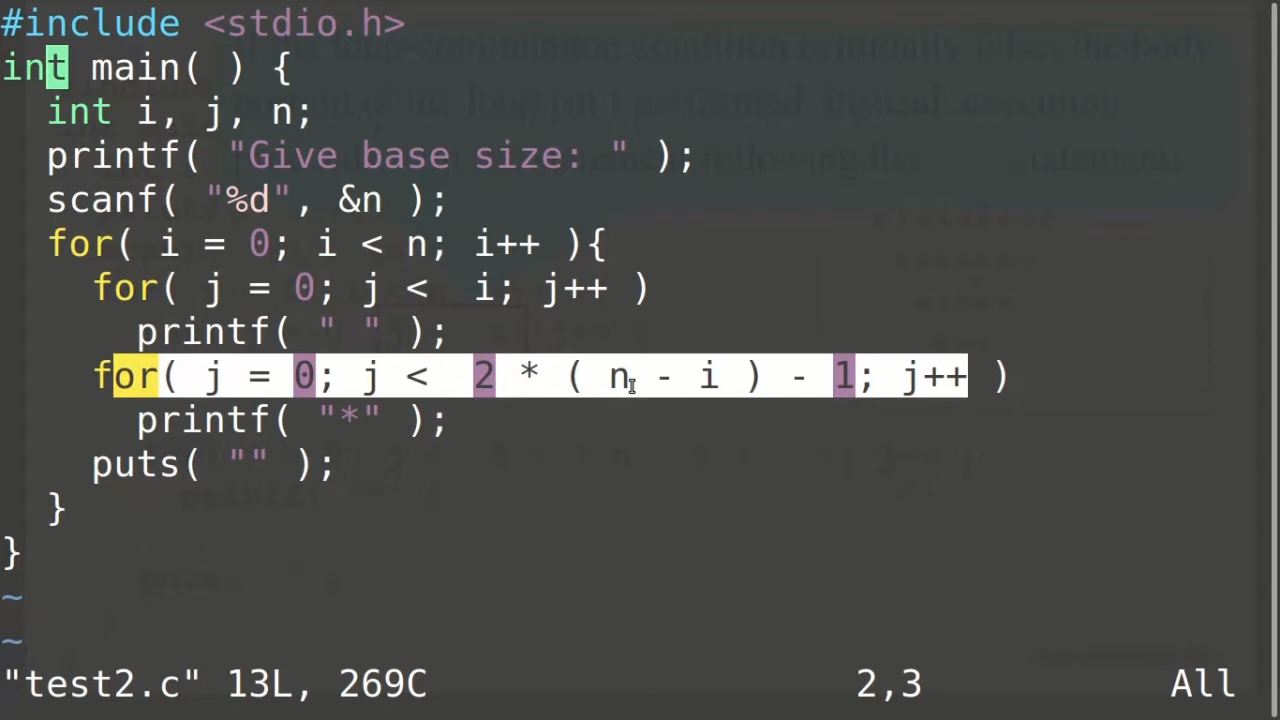 #include <stdio.h>
int main( ) {
  int i, j, n;
  printf( "Give base size: " );
  scanf( "%d", &n );
  for( i = 0; i < n; i++ ){
    for( j = 0; j <  i; j++ )
      printf( " " );
    for( j = 0; j <  2 * ( n - i ) - 1; j++ )
      printf( "*" );
    puts( "" );
  }
}
~
~
"test2.c" 13L, 269C 2,3 All